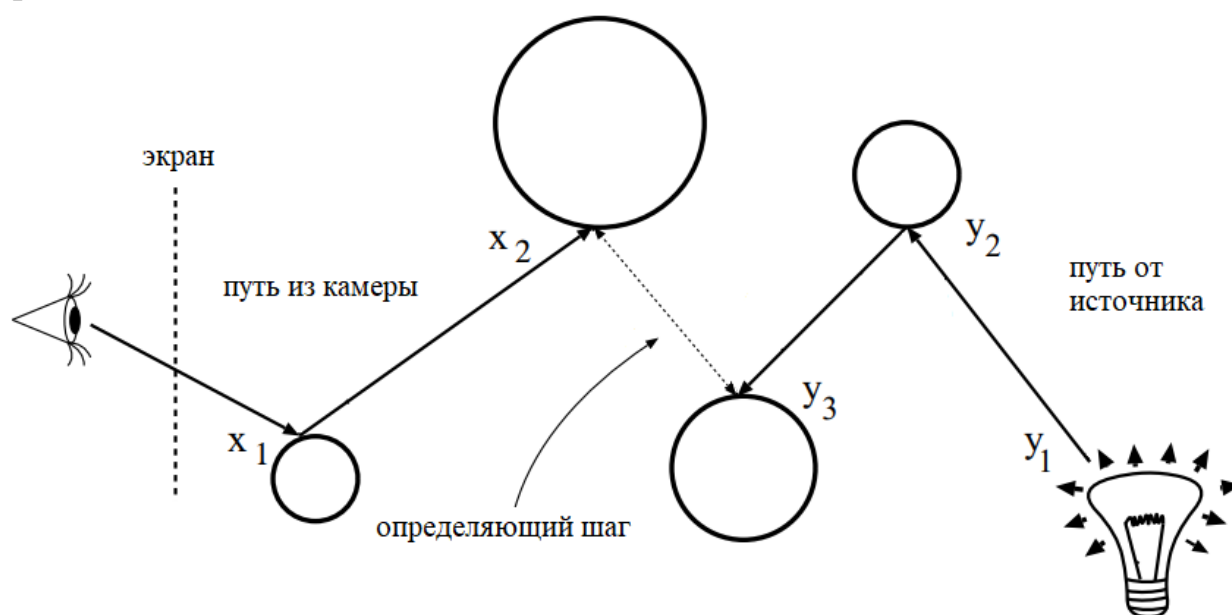 экран
путь из камеры
x 1
x 2
определяющий шаг
y 3
y 2
путь от
источника
y 1